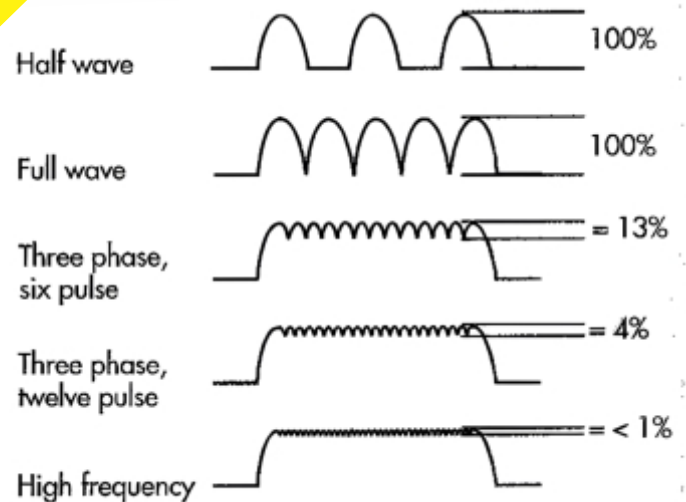 Half wave
100%
Full wave
100%
Three phase,
six pulse
= 13%
Three phase,
twelve pulse
= 4%
High frequency
= < 1%